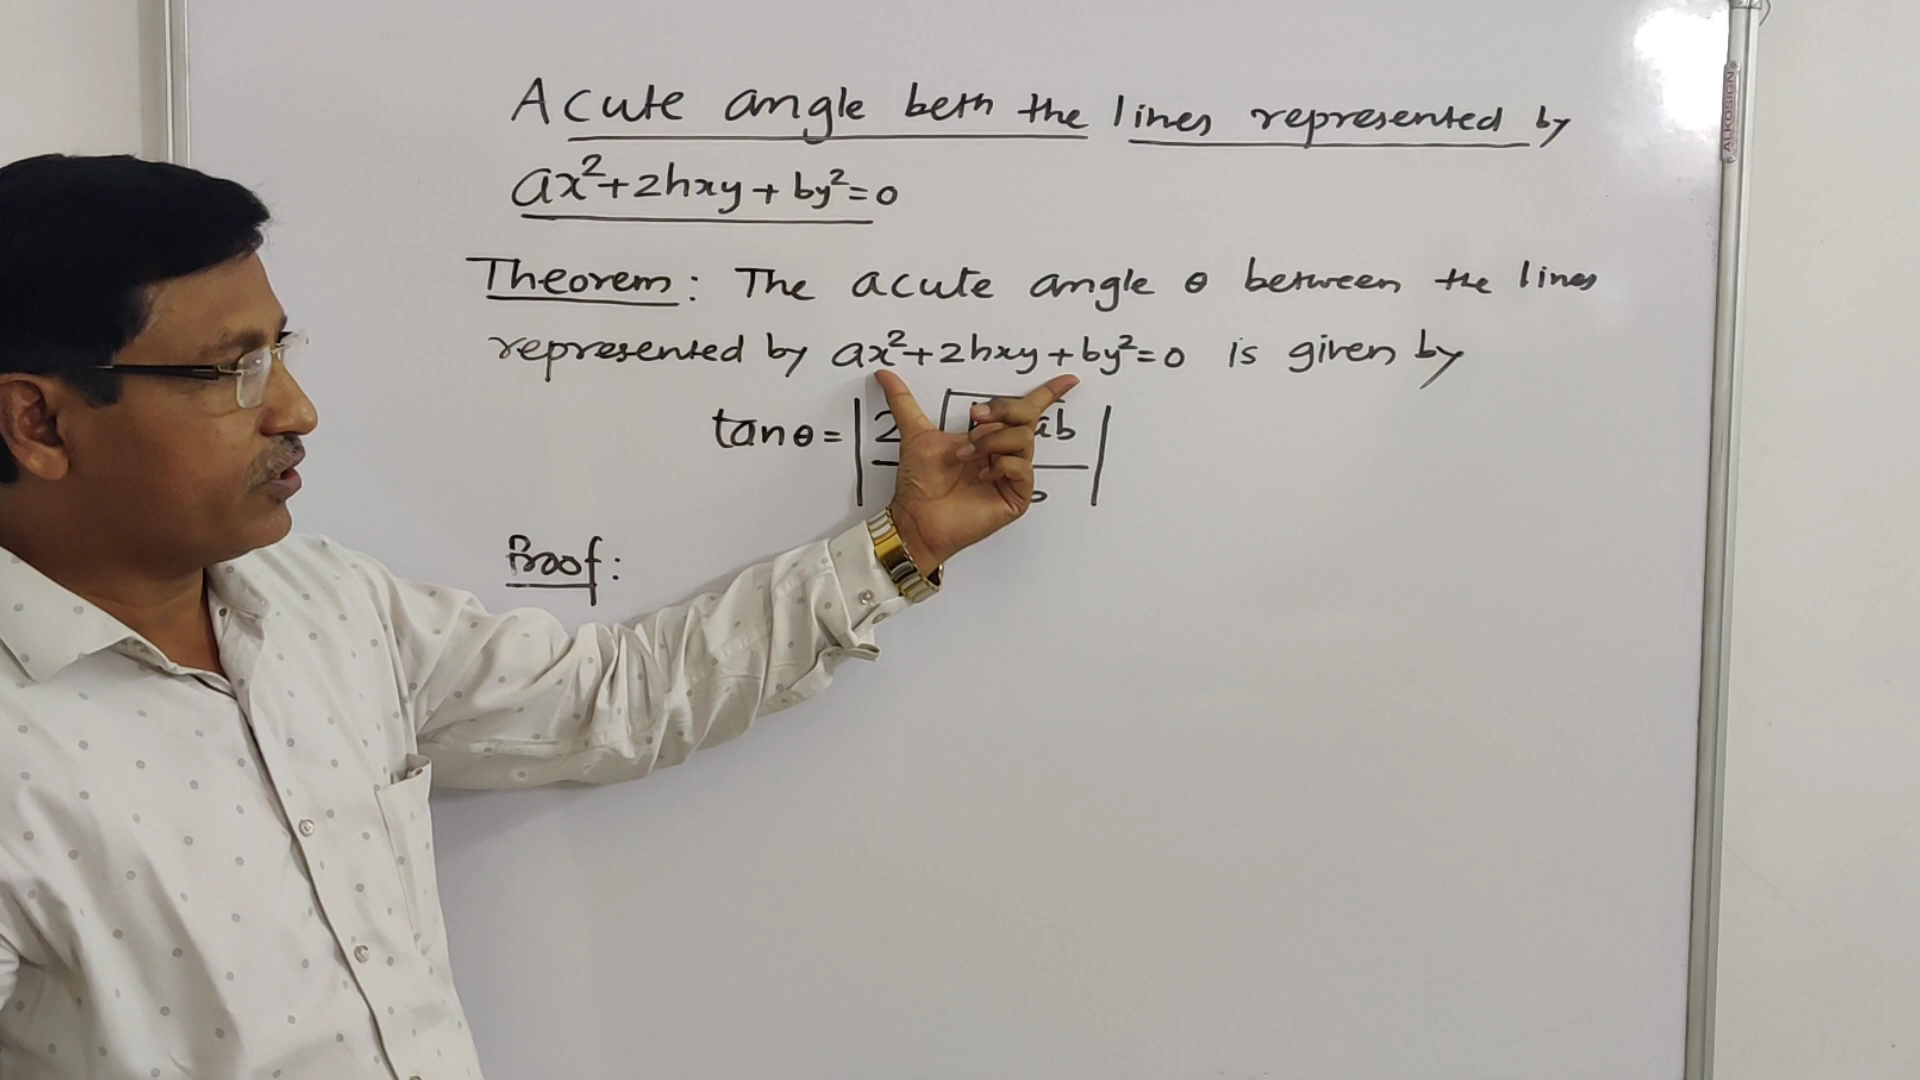 Acute angle betn the lines represented by
ax²+2hxy+by²=0
Theorem: The acute angle θ between the lines
represented by ax²+2hxy+by²=0 is given by
tanθ= | 2 √ ab |
b
Proof:
ALKOSIGN